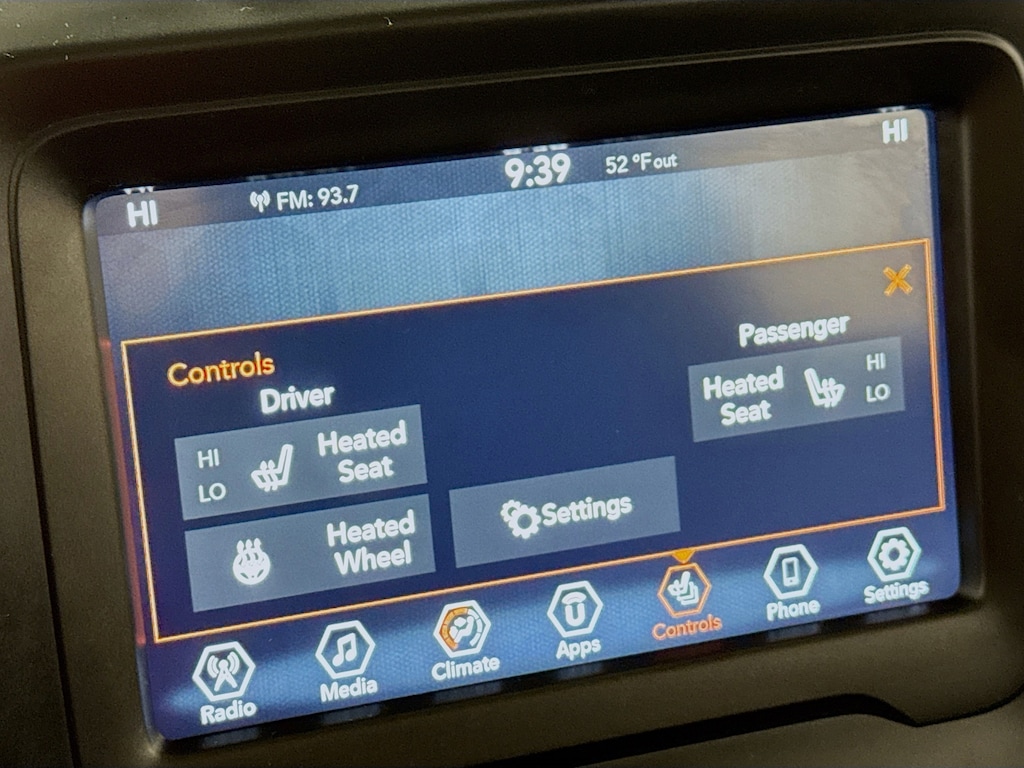 HI
FM: 93.7
9:39
52 °F out
HI
Controls
Driver
HI
LO
Heated
Seat
Heated
Wheel
Settings
Passenger
Heated
Seat
HI
LO
Radio
Media
Climate
Apps
Controls
Phone
Settings